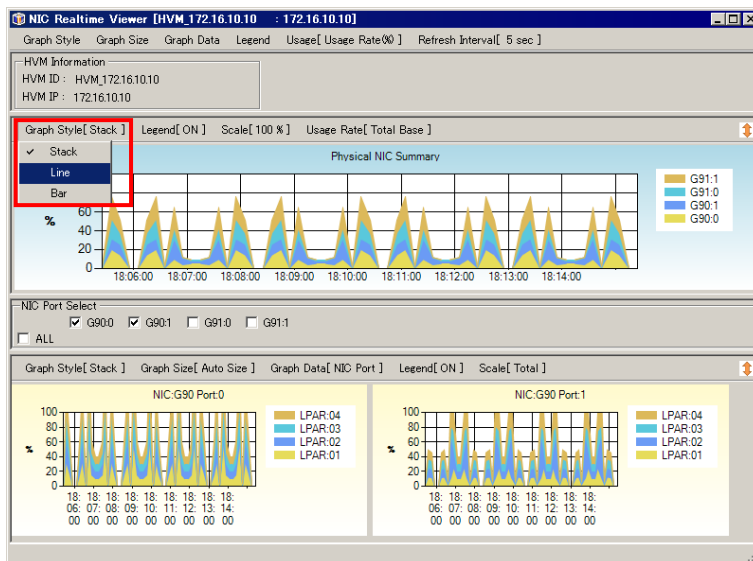 NIC Realtime Viewer [HVM_172.16.10.10 : 172.16.10.10]
Graph Style Graph Size Graph Data Legend Usage[ Usage Rate(%) ] Refresh Interval[ 5 sec ]
HVM Information
HVM ID : HVM_172.16.10.10
HVM IP : 172.16.10.10
Graph Style[ Stack ] Legend[ ON ] Scale[ 100 % ] Usage Rate[ Total Base ]
Stack
Line
Bar
Physical NIC Summary
G91:1
G91:0
G90:1
G90:0
%
60
40
20
0
18:06:00 18:07:00 18:08:00 18:09:00 18:10:00 18:11:00 18:12:00 18:13:00 18:14:00
NIC Port Select
G90:0 G90:1 G91:0 G91:1
ALL
Graph Style[ Stack ] Graph Size[ Auto Size ] Graph Data[ NIC Port ] Legend[ ON ] Scale[ Total ]
NIC:G90 Port:0
%
100
80
60
40
20
0
18: 18: 18: 18: 18: 18: 18: 18: 18:
06: 07: 08: 09: 10: 11: 12: 13: 14:
00 00 00 00 00 00 00 00 00
LPAR:04
LPAR:03
LPAR:02
LPAR:01
NIC:G90 Port:1
%
100
80
60
40
20
0
18: 18: 18: 18: 18: 18: 18: 18: 18:
06: 07: 08: 09: 10: 11: 12: 13: 14:
00 00 00 00 00 00 00 00 00
LPAR:04
LPAR:03
LPAR:02
LPAR:01